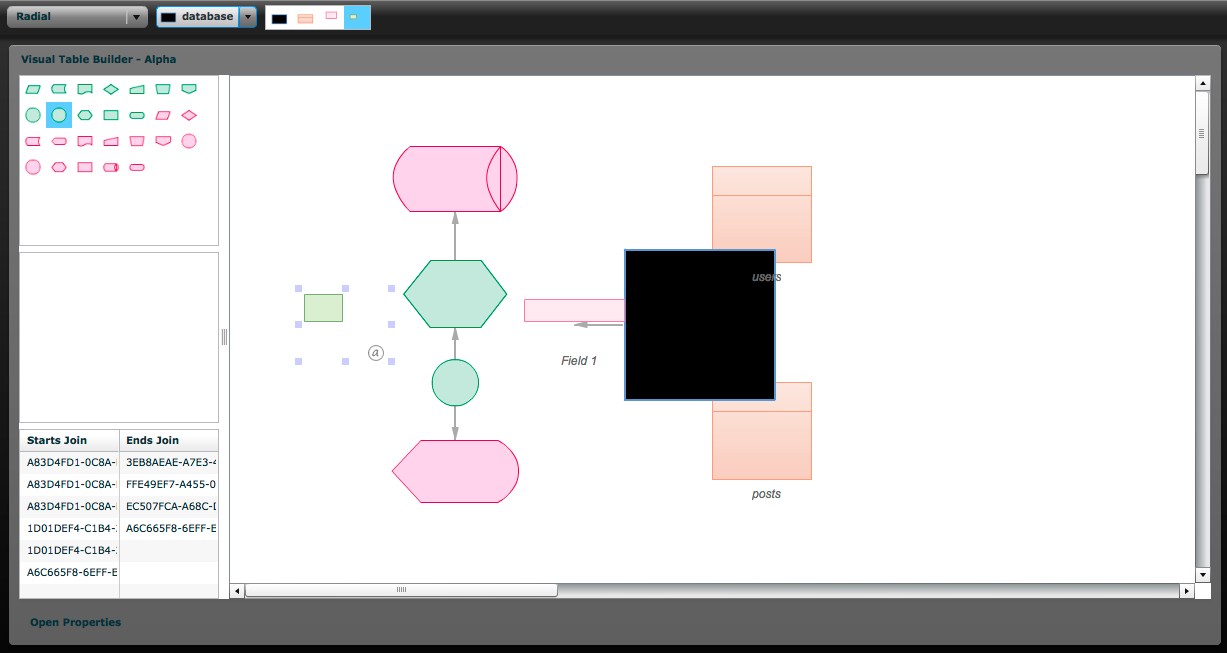 Radial
database
Visual Table Builder - Alpha
users
a
Field 1
posts
Starts Join Ends Join
A83D4FD1-0C8A- 3EB8AEAE-A7E3-4
A83D4FD1-0C8A- FFE49EF7-A455-0
A83D4FD1-0C8A- EC507FCA-A68C-
1D01DEF4-C1B4- A6C665F8-6EFF-E
1D01DEF4-C1B4-
A6C665F8-6EFF-E
Open Properties